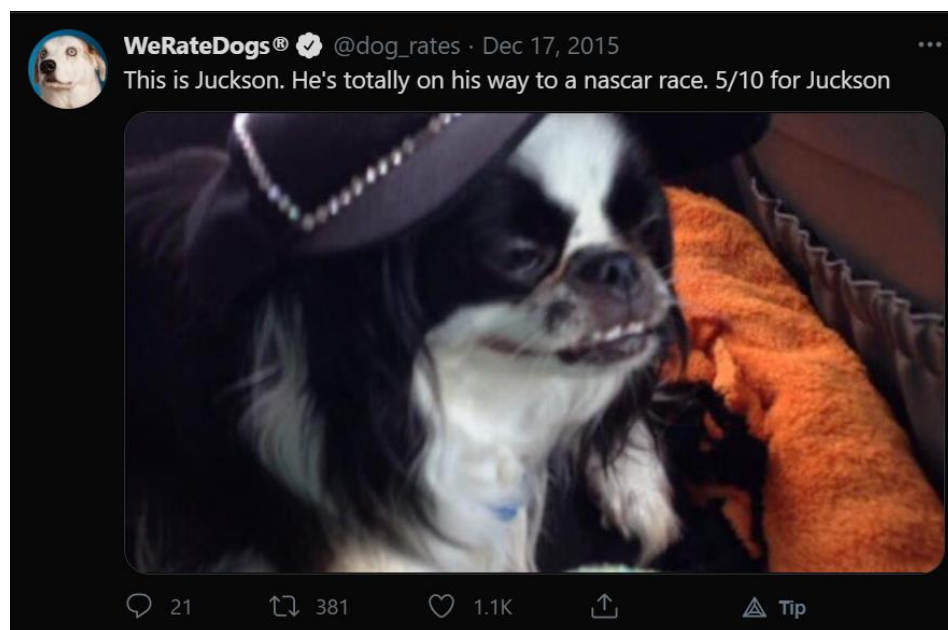 WeRateDogs® @dog_rates · Dec 17, 2015
This is Juckson. He's totally on his way to a nascar race. 5/10 for Juckson
21 381 1.1K Tip